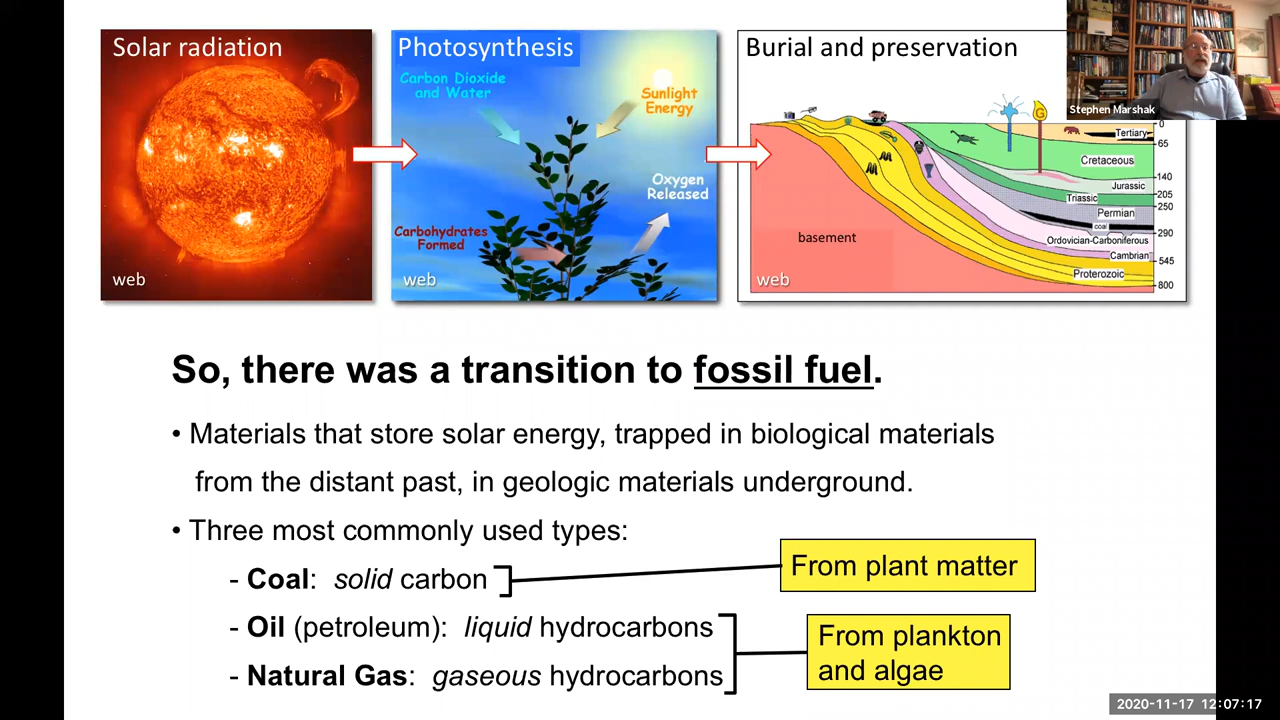 Solar radiation
web
Photosynthesis
Carbon Dioxide
and Water
Sunlight
Energy
Oxygen
Released
Carbohydrates
Formed
web
Burial and preservation
G
0
Tertiary
65
Cretaceous
140
Jurassic
205
Triassic
250
Permian
coal
290
Ordovician-Carboniferous
Cambrian
545
Proterozoic
800
basement
web
Stephen Marshak
So, there was a transition to fossil fuel.
• Materials that store solar energy, trapped in biological materials
from the distant past, in geologic materials underground.
• Three most commonly used types:
- Coal: solid carbon
From plant matter
- Oil (petroleum): liquid hydrocarbons
- Natural Gas: gaseous hydrocarbons
From plankton
and algae
2020-11-17 12:07:17